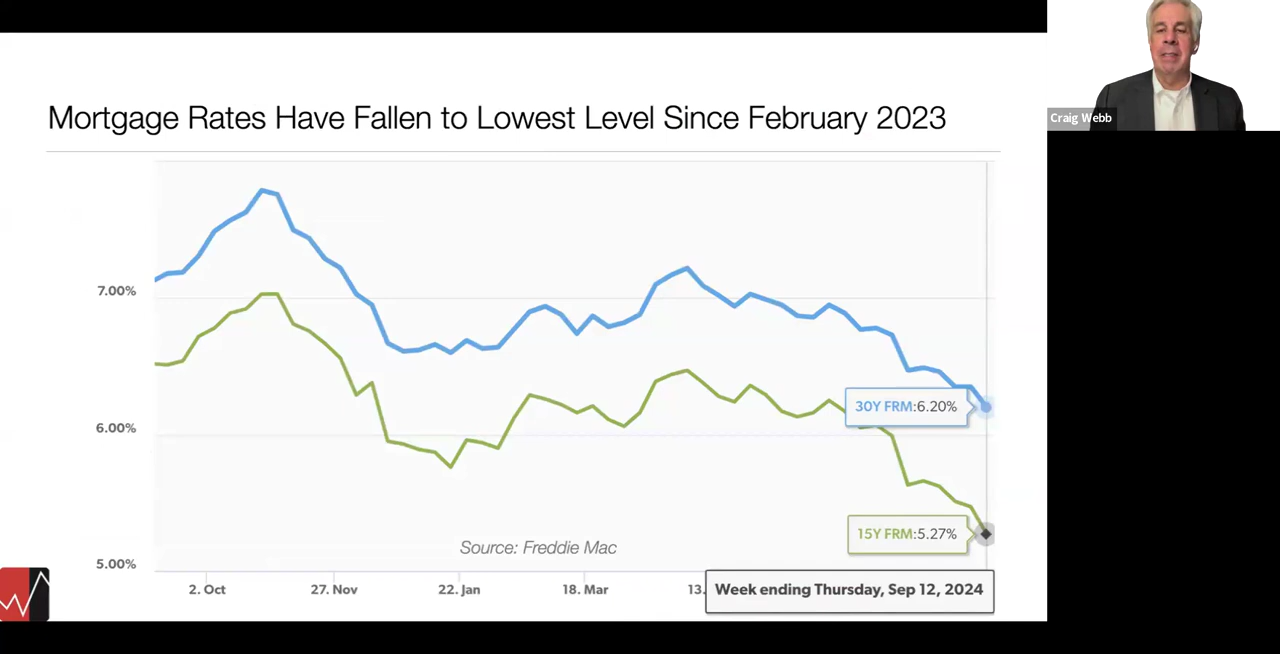 Mortgage Rates Have Fallen to Lowest Level Since February 2023
Craig Webb
7.00%
6.00%
5.00%
30Y FRM:6.20%
15Y FRM:5.27%
Source: Freddie Mac
2. Oct
27. Nov
22. Jan
18. Mar
13.
Week ending Thursday, Sep 12, 2024